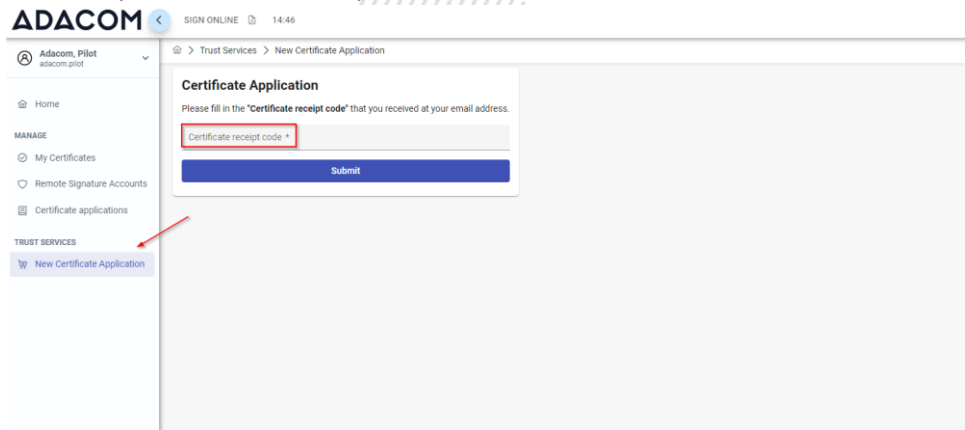 ADACOM
SIGN ONLINE 14:46
Adacom, Pilot
adacom.pilot
Trust Services > New Certificate Application
Home
MANAGE
My Certificates
Remote Signature Accounts
Certificate applications
TRUST SERVICES
New Certificate Application
Certificate Application
Please fill in the "Certificate receipt code" that you received at your email address.
Certificate receipt code *
Submit